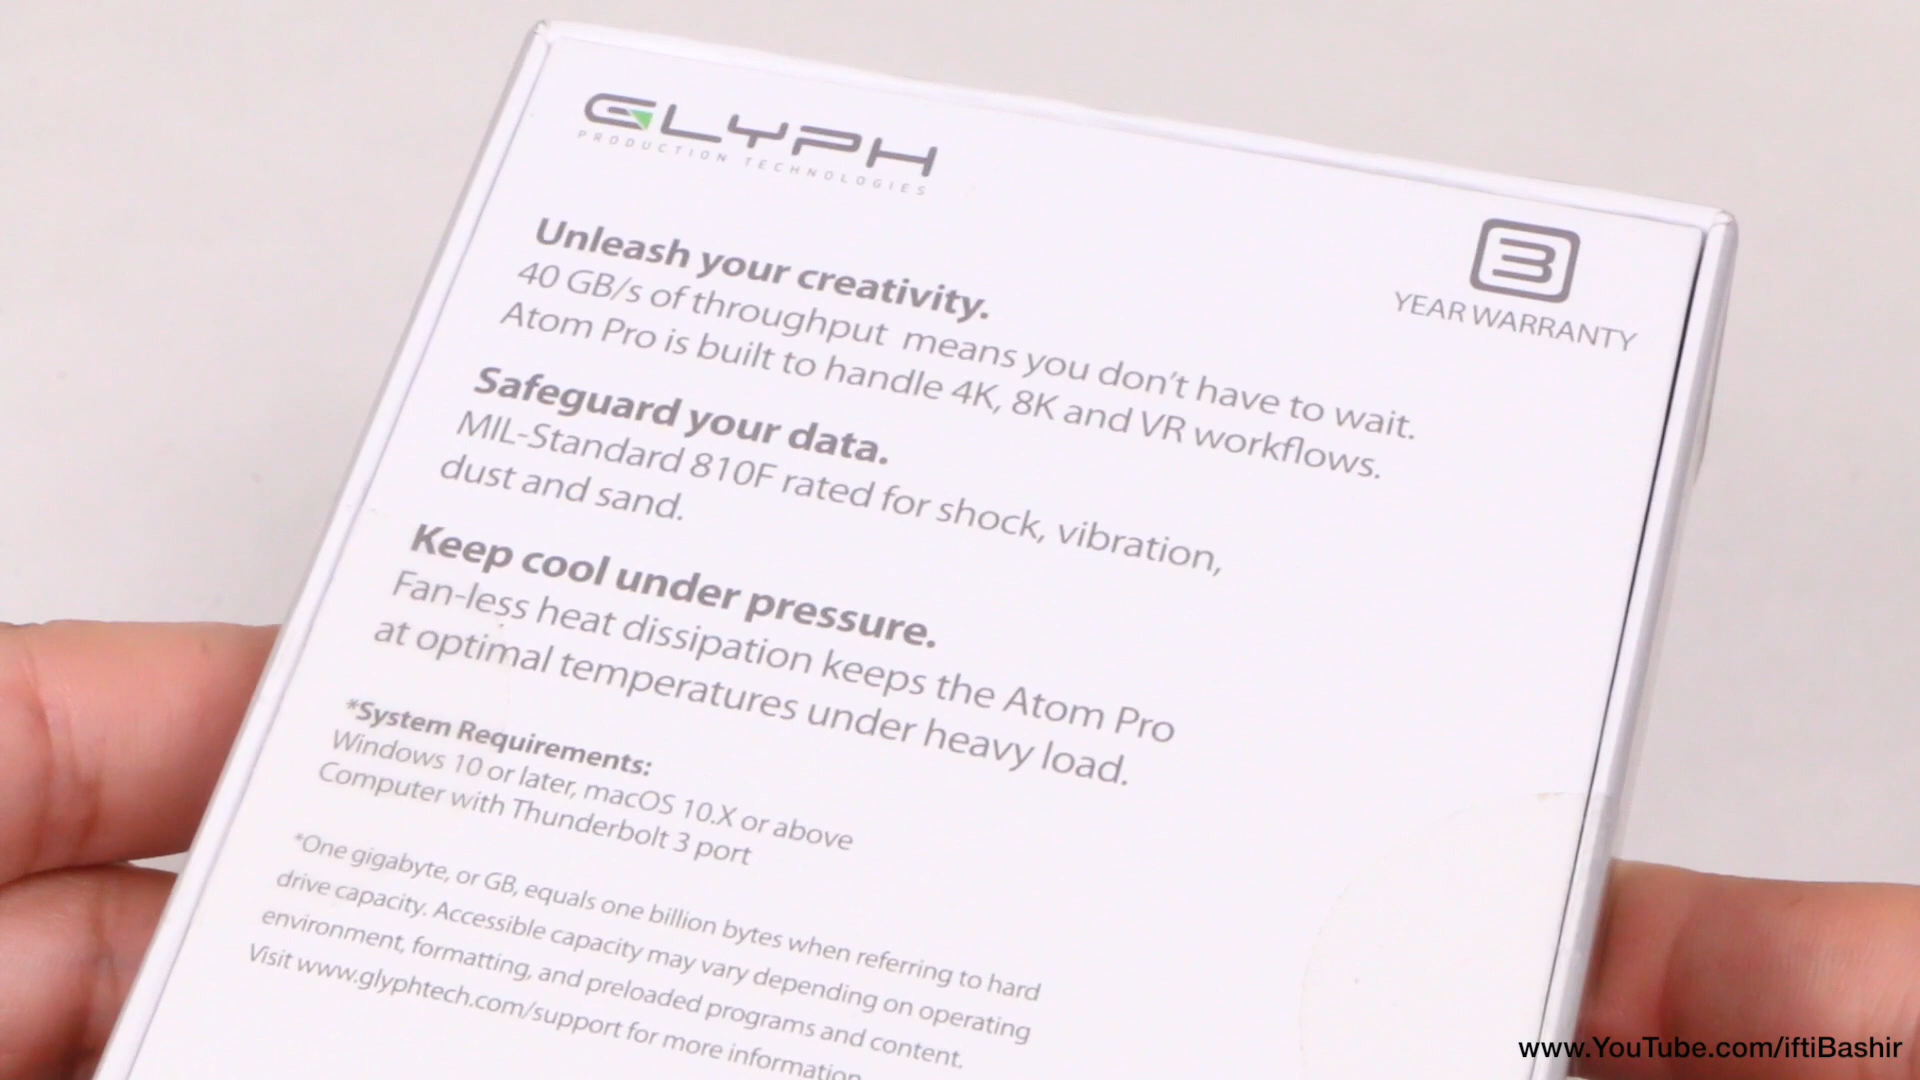 GLYPH
PRODUCTION TECHNOLOGIES
3
YEAR WARRANTY
Unleash your creativity.
40 GB/s of throughput means you don't have to wait.
Atom Pro is built to handle 4K, 8K and VR workflows.
Safeguard your data.
MIL-Standard 810F rated for shock, vibration,
dust and sand.
Keep cool under pressure.
Fan-less heat dissipation keeps the Atom Pro
at optimal temperatures under heavy load.
*System Requirements:
Windows 10 or later, macOS 10.X or above
Computer with Thunderbolt 3 port
*One gigabyte, or GB, equals one billion bytes when referring to hard
drive capacity. Accessible capacity may vary depending on operating
environment, formatting, and preloaded programs and content.
Visit www.glyphtech.com/support for more information
www.YouTube.com/iftiBashir